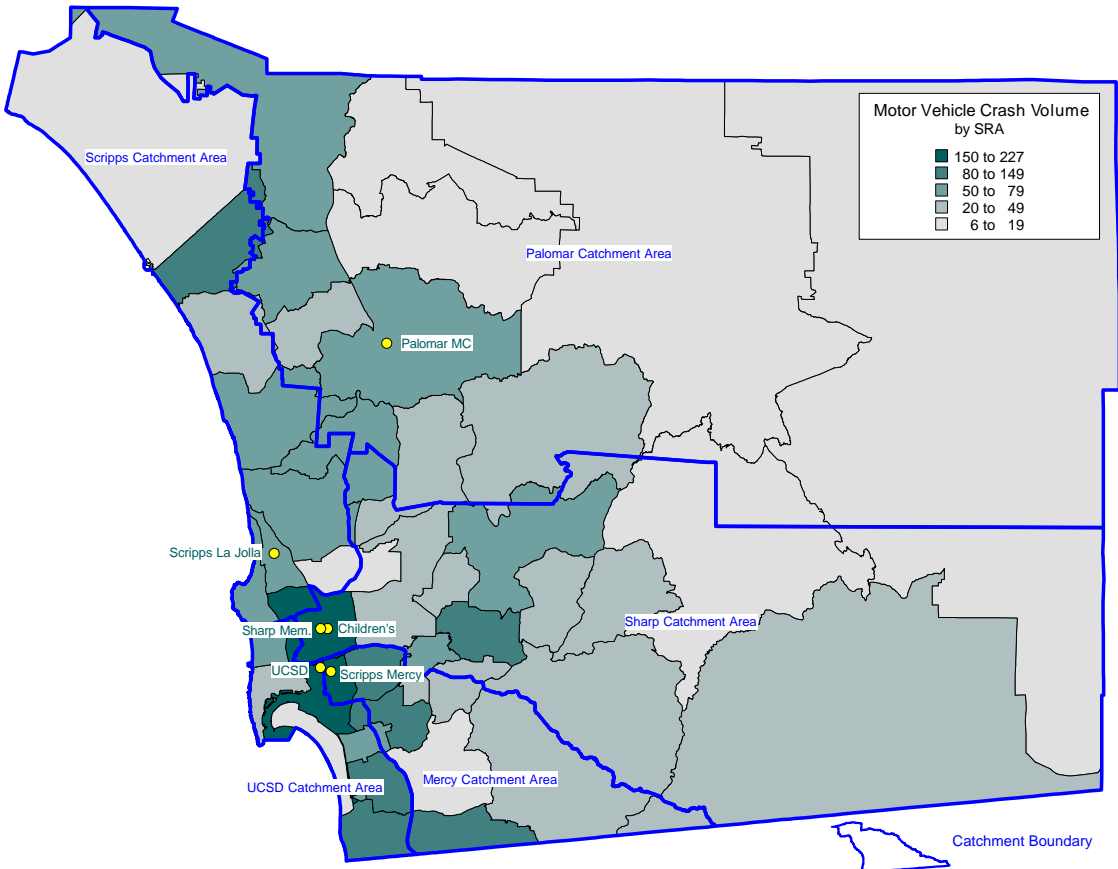 Motor Vehicle Crash Volume
by SRA
150 to 227
80 to 149
50 to 79
20 to 49
6 to 19
Scripps Catchment Area
Palomar Catchment Area
Palomar MC
Scripps La Jolla
Sharp Mem.
Children's
Sharp Catchment Area
UCSD
Scripps Mercy
UCSD Catchment Area
Mercy Catchment Area
Catchment Boundary